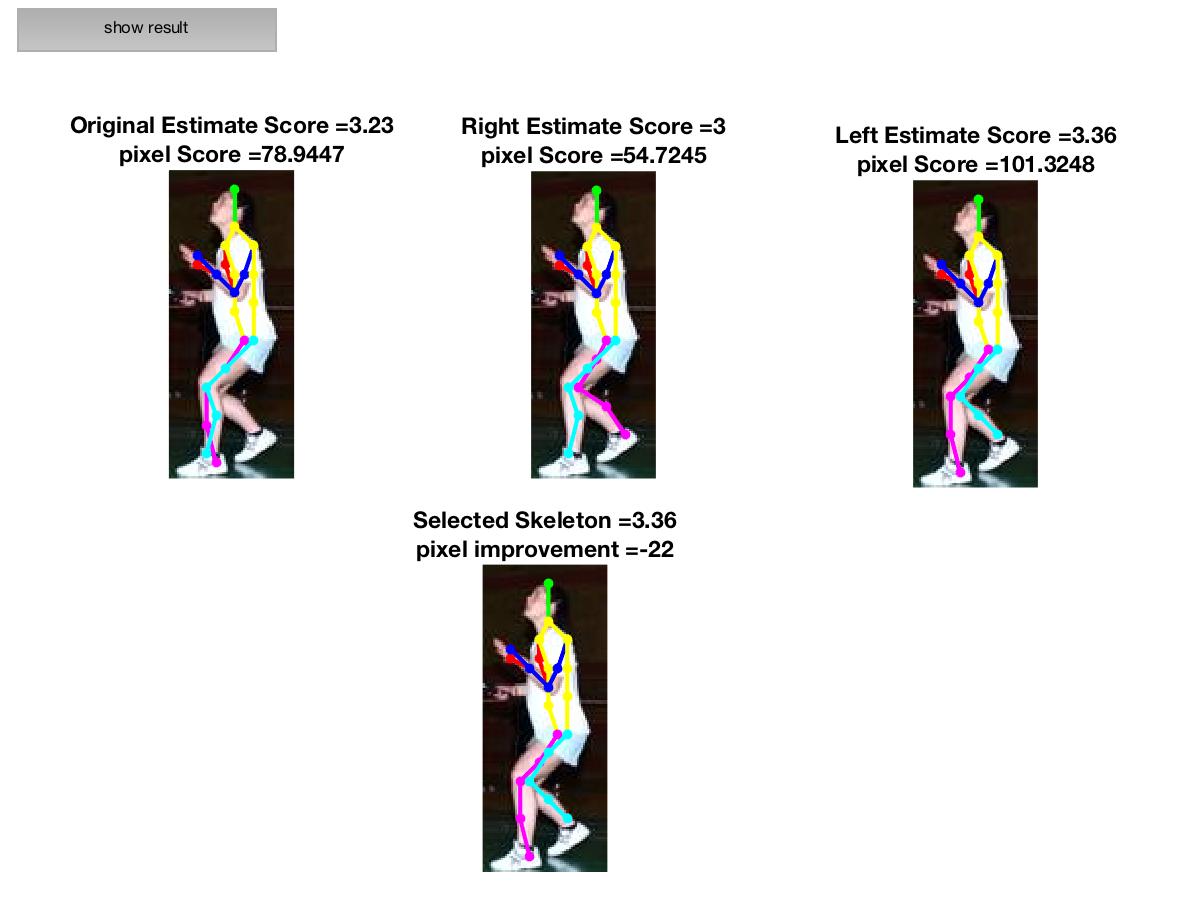 show result
Original Estimate Score =3.23
pixel Score =78.9447
Right Estimate Score =3
pixel Score =54.7245
Left Estimate Score =3.36
pixel Score =101.3248
Selected Skeleton =3.36
pixel improvement =-22